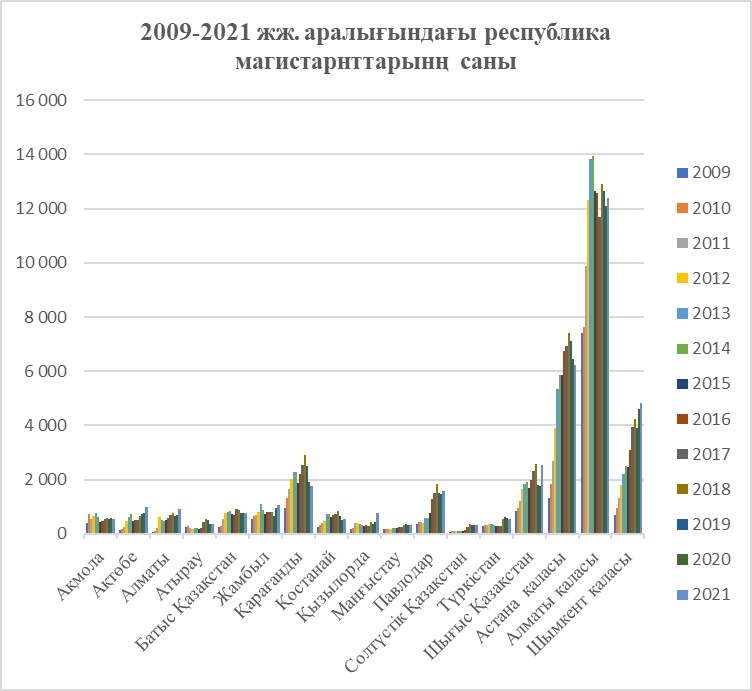 2009-2021 жж. аралығындағы республика
магистарнттарынң саны
16 000
14 000
12 000
10 000
8 000
6 000
4 000
2 000
0
Ақмола
Ақтөбе
Алматы
Атырау
Батыс Қазақстан
Жамбыл
Қарағанды
Қостанай
Қызылорда
Маңғыстау
Павлодар
Солтүстік Қазақстан
Түркістан
Шығыс Қазақстан
Астана қаласы
Алматы қаласы
Шымкент қаласы
2009
2010
2011
2012
2013
2014
2015
2016
2017
2018
2019
2020
2021